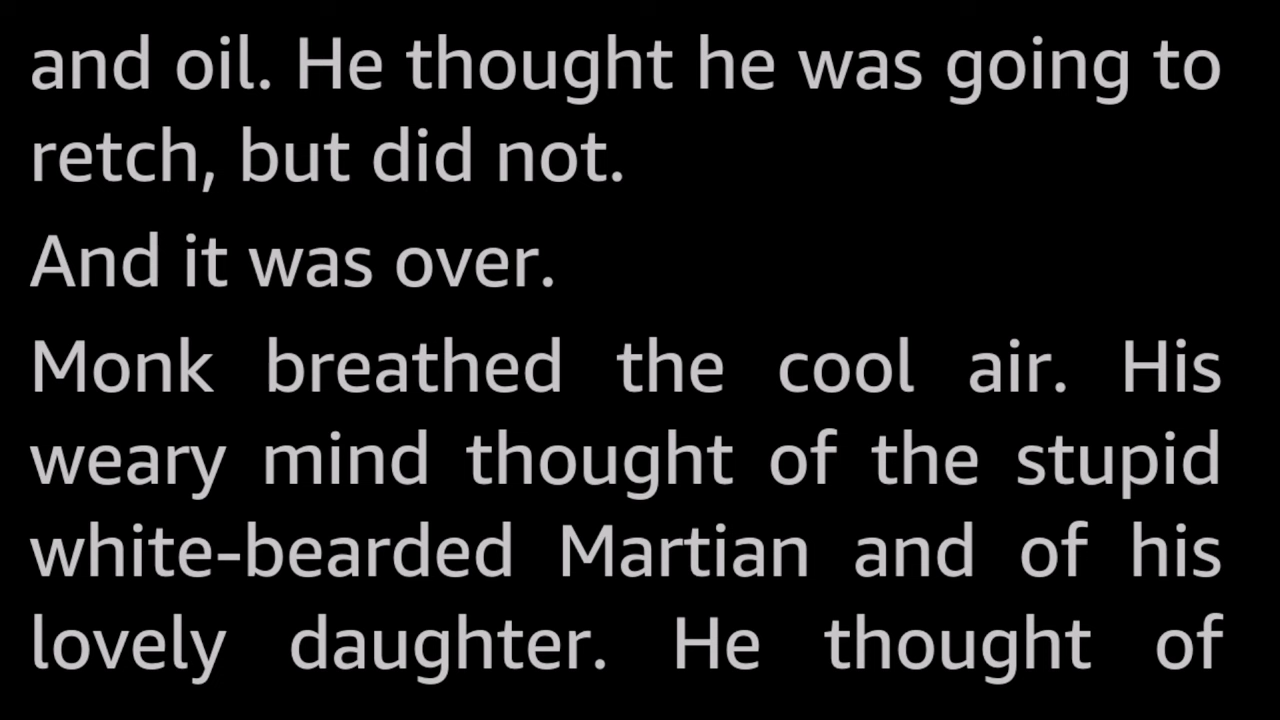 and oil. He thought he was going to
retch, but did not.
And it was over.
Monk breathed the cool air. His
weary mind thought of the stupid
white-bearded Martian and of his
lovely daughter. He thought of